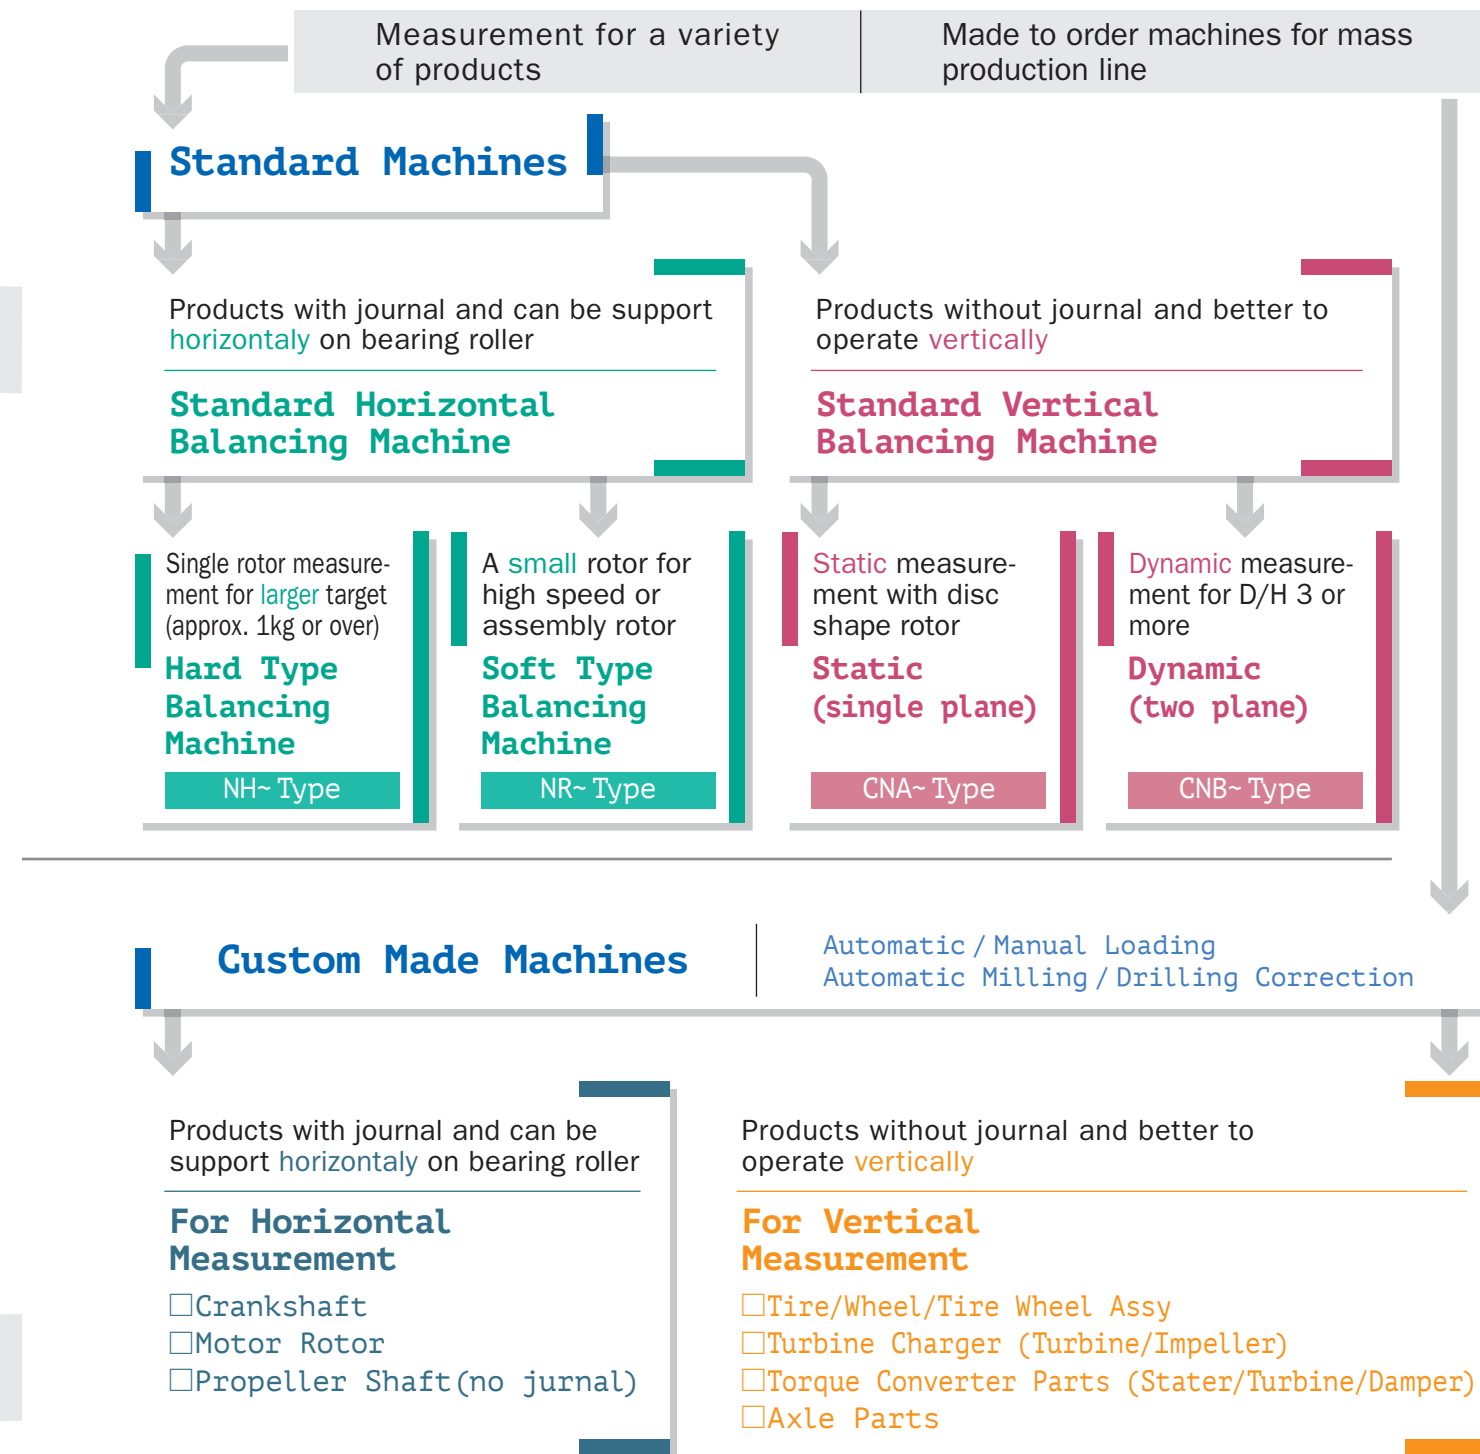 Measurement for a variety
of products
Made to order machines for mass
production line
Standard Machines
Products with journal and can be support
horizontaly on bearing roller
Standard Horizontal
Balancing Machine
Products without journal and better to
operate vertically
Standard Vertical
Balancing Machine
Single rotor measure-
ment for larger target
(approx. 1kg or over)
Hard Type
Balancing
Machine
NH~ Type
A small rotor for
high speed or
assembly rotor
Soft Type
Balancing
Machine
NR~ Type
Static measure-
ment with disc
shape rotor
Static
(single plane)
CNA~ Type
Dynamic measure-
ment for D/H 3 or
more
Dynamic
(two plane)
CNB~ Type
Custom Made Machines
Automatic / Manual Loading
Automatic Milling / Drilling Correction
Products with journal and can be
support horizontaly on bearing roller
For Horizontal
Measurement
□Crankshaft
□Motor Rotor
□Propeller Shaft (no jurnal)
Products without journal and better to
operate vertically
For Vertical
Measurement
□Tire/Wheel/Tire Wheel Assy
□Turbine Charger (Turbine/Impeller)
□Torque Converter Parts (Stater/Turbine/Damper)
□Axle Parts